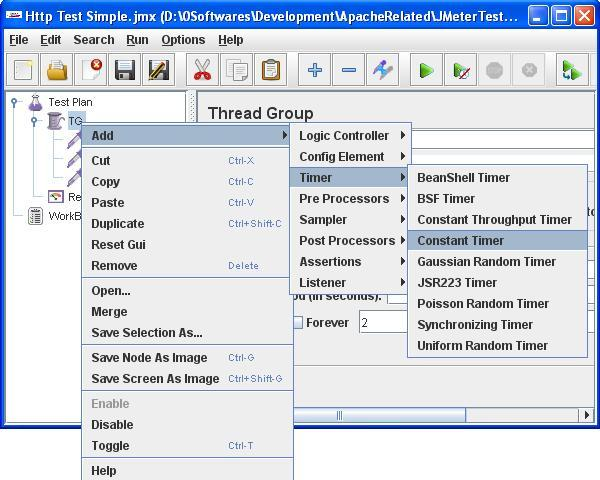 Http Test Simple.jmx (D:\0Softwares\Development\ApacheRelated\JMeterTest...
File Edit Search Run Options Help
Test Plan
TG
Re
WorkB
Thread Group
Add
Cut Ctrl-X
Copy Ctrl-C
Paste Ctrl-V
Duplicate Ctrl+Shift-C
Reset Gui
Remove Delete
Open...
Merge
Save Selection As...
Save Node As Image Ctrl-G
Save Screen As Image Ctrl+Shift-G
Enable
Disable
Toggle Ctrl-T
Help
Logic Controller
Config Element
Timer
Pre Processors
Sampler
Post Processors
Assertions
Listener
BeanShell Timer
BSF Timer
Constant Throughput Timer
Constant Timer
Gaussian Random Timer
JSR223 Timer
Poisson Random Timer
Synchronizing Timer
Uniform Random Timer
(in seconds):
Forever 2